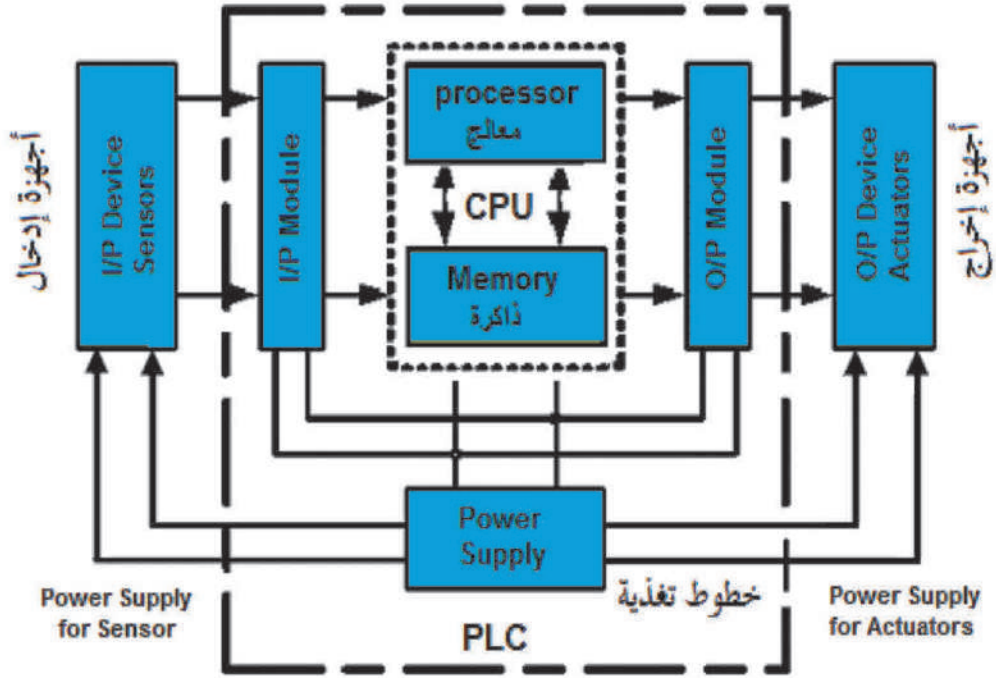 أجهزة إدخال
I/P Device
Sensors
I/P Module
processor
معالج
CPU
Memory
ذاكرة
O/P Module
O/P Device
Actuators
أجهزة إخراج
Power
Supply
Power Supply
for Sensor
خطوط تغذية
Power Supply
for Actuators
PLC